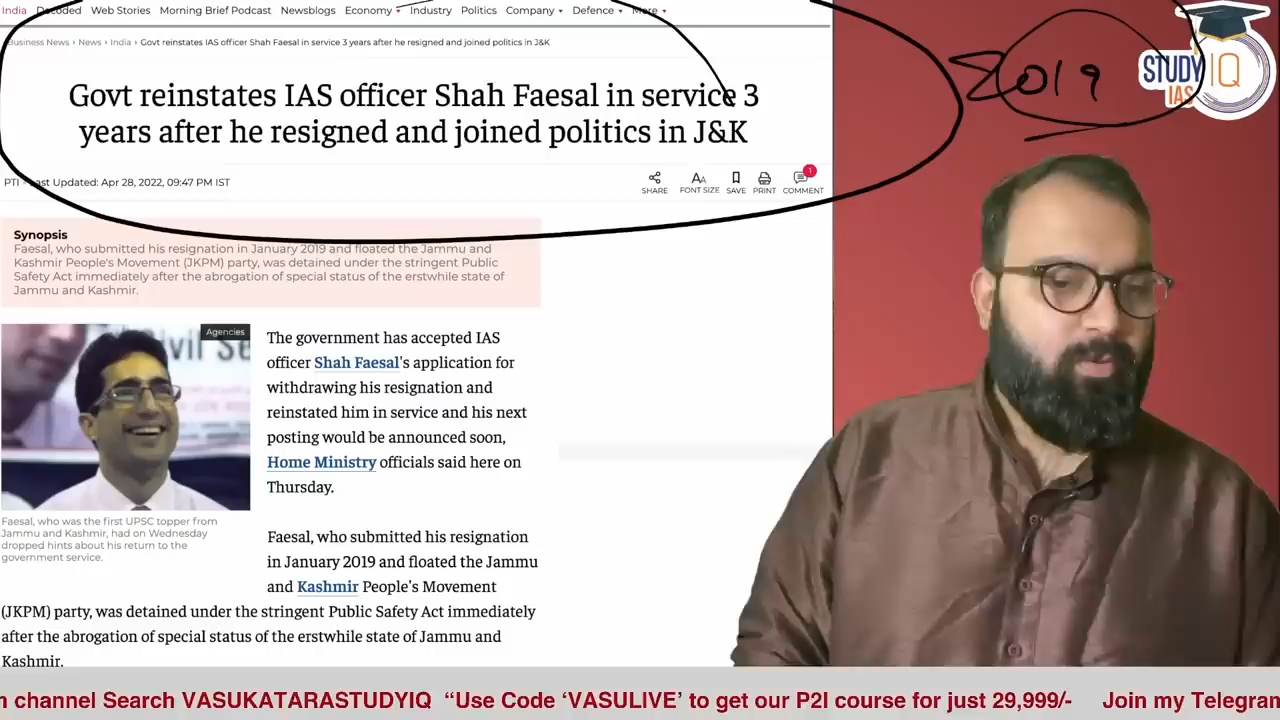 India Decoded Web Stories Morning Brief Podcast Newsblogs Economy Industry Politics Company Defence More
Business News › News › India › Govt reinstates IAS officer Shah Faesal in service 3 years after he resigned and joined politics in J&K
2019
STUDY IQ
IAS
Govt reinstates IAS officer Shah Faesal in service 3
years after he resigned and joined politics in J&K
PTI · Last Updated: Apr 28, 2022, 09:47 PM IST
SHARE FONT SIZE SAVE PRINT COMMENT
1
Synopsis
Faesal, who submitted his resignation in January 2019 and floated the Jammu and
Kashmir People's Movement (JKPM) party, was detained under the stringent Public
Safety Act immediately after the abrogation of special status of the erstwhile state of
Jammu and Kashmir.
Agencies
Faesal, who was the first UPSC topper from
Jammu and Kashmir, had on Wednesday
dropped hints about his return to the
government service.
The government has accepted IAS
officer Shah Faesal's application for
withdrawing his resignation and
reinstated him in service and his next
posting would be announced soon,
Home Ministry officials said here on
Thursday.
Faesal, who submitted his resignation
in January 2019 and floated the Jammu
and Kashmir People's Movement
(JKPM) party, was detained under the stringent Public Safety Act immediately
after the abrogation of special status of the erstwhile state of Jammu and
Kashmir.
channel Search VASUKATARASTUDYIQ “Use Code ‘VASULIVE’ to get our P2I course for just 29,999/- Join my Telegram